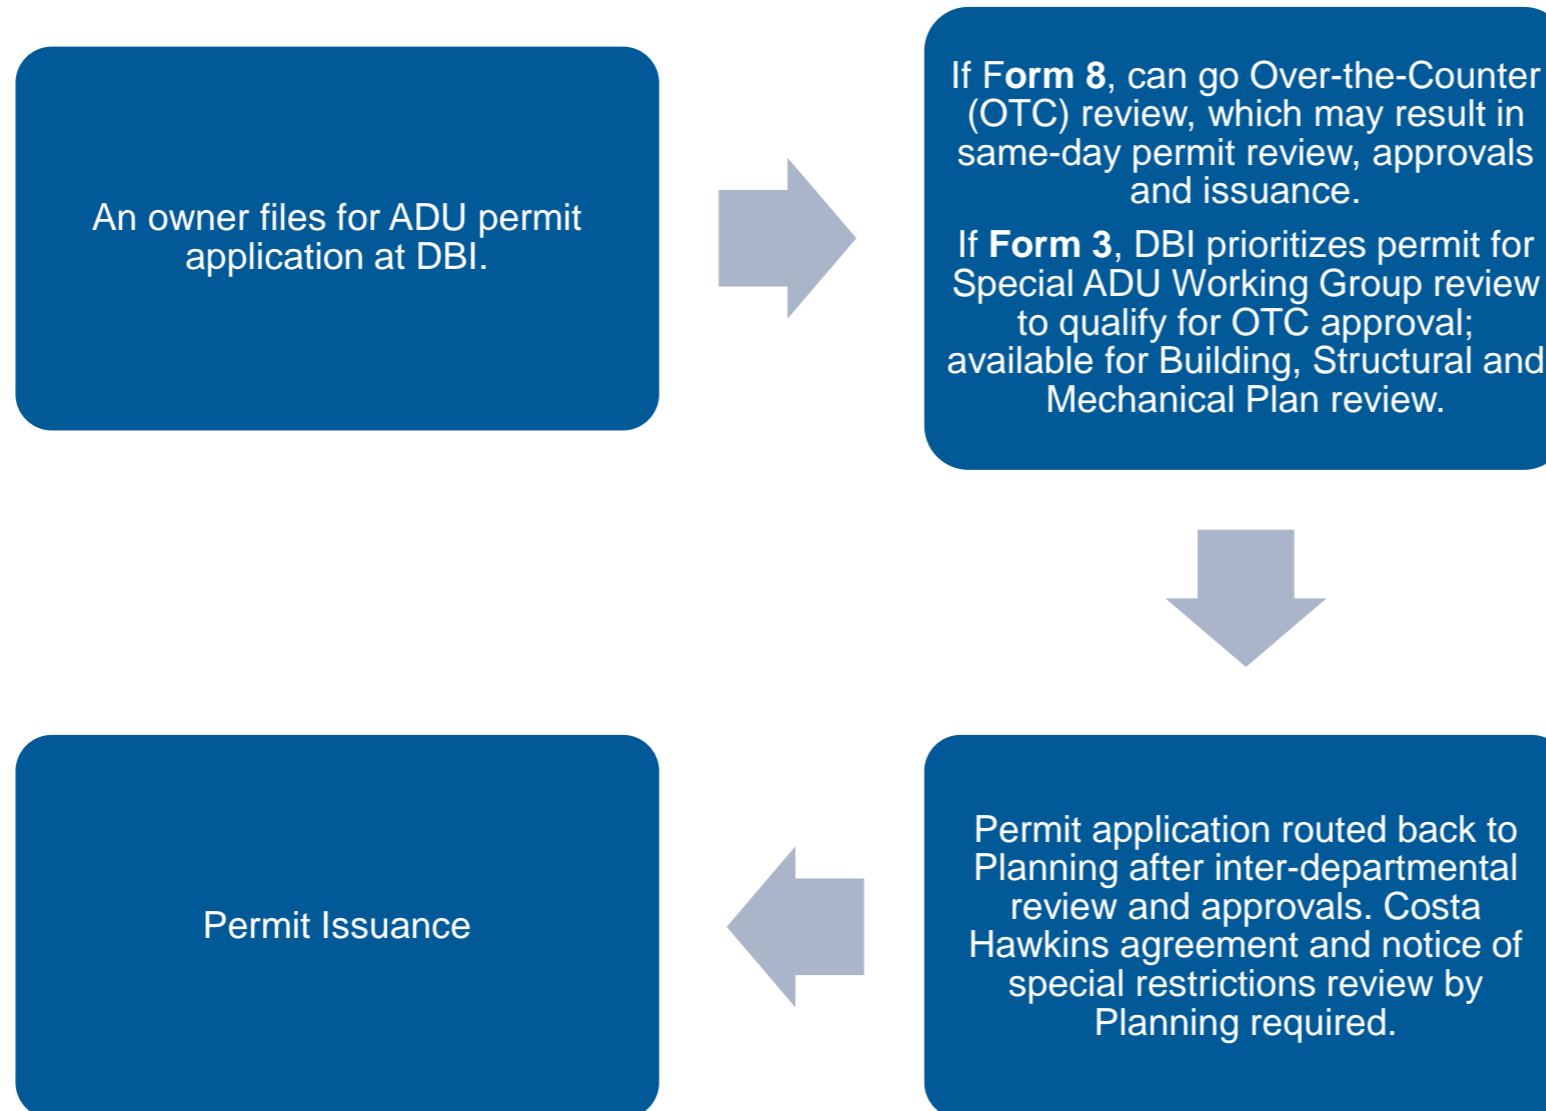 An owner files for ADU permit
application at DBI.
If Form 8, can go Over-the-Counter
(OTC) review, which may result in
same-day permit review, approvals
and issuance.
If Form 3, DBI prioritizes permit for
Special ADU Working Group review
to qualify for OTC approval;
available for Building, Structural and
Mechanical Plan review.
Permit application routed back to
Planning after inter-departmental
review and approvals. Costa
Hawkins agreement and notice of
special restrictions review by
Planning required.
Permit Issuance